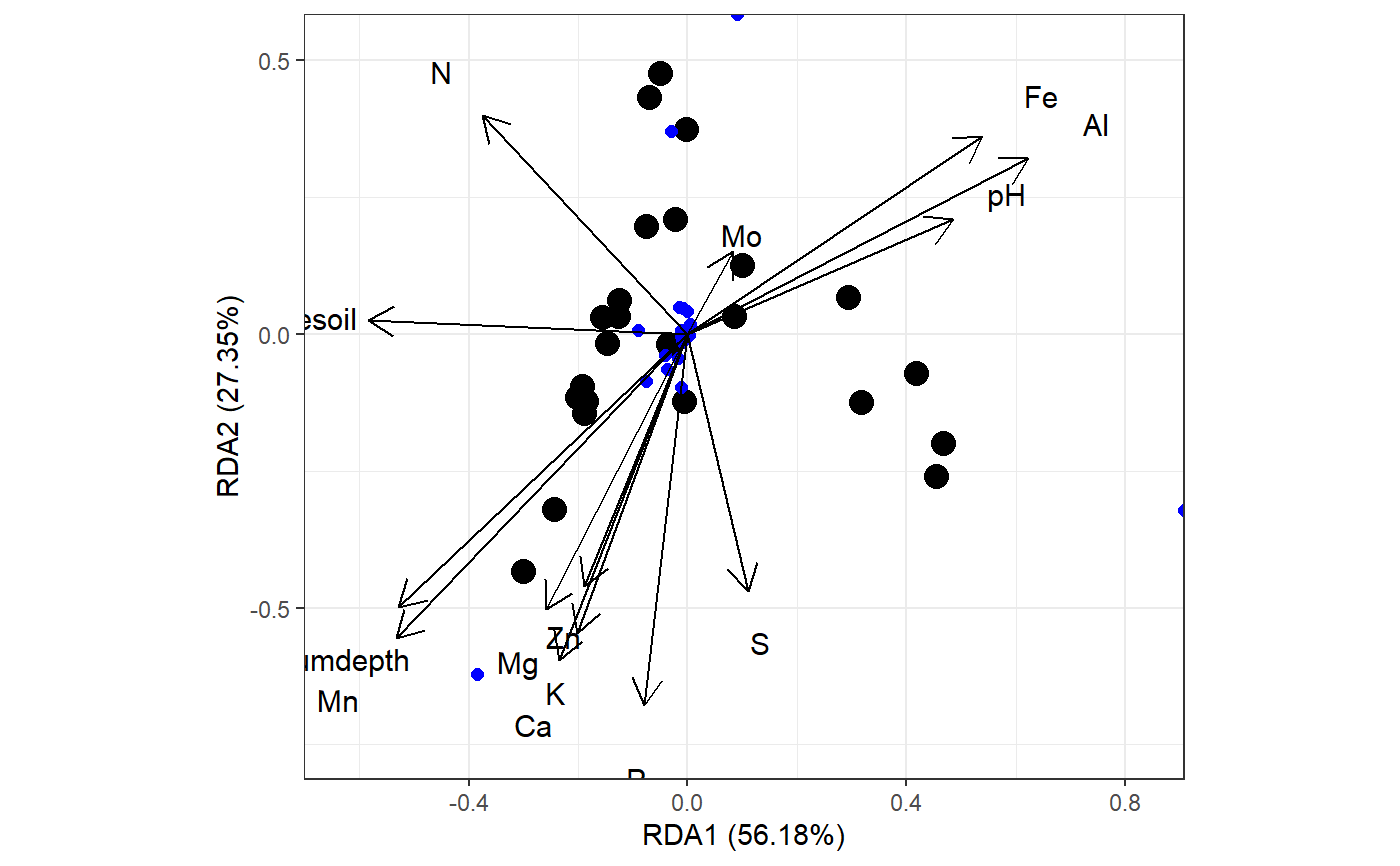 0.5
N
Fe
Al
pH
Mo
esoil
0.0
RDA2 (27.35%)
-0.5
Zn
S
umdepth
Mg
K
Mn
Ca
-0.4
0.0
0.4
0.8
RDA1 (56.18%)